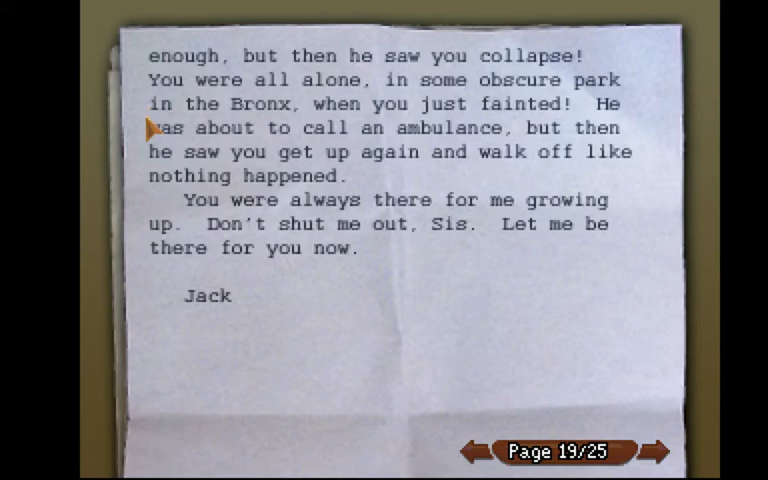 enough, but then he saw you collapse!
You were all alone, in some obscure park
in the Bronx, when you just fainted!  He
was about to call an ambulance, but then
he saw you get up again and walk off like
nothing happened.
You were always there for me growing
up.  Don't shut me out, Sis.  Let me be
there for you now.
Jack
Page 19/25